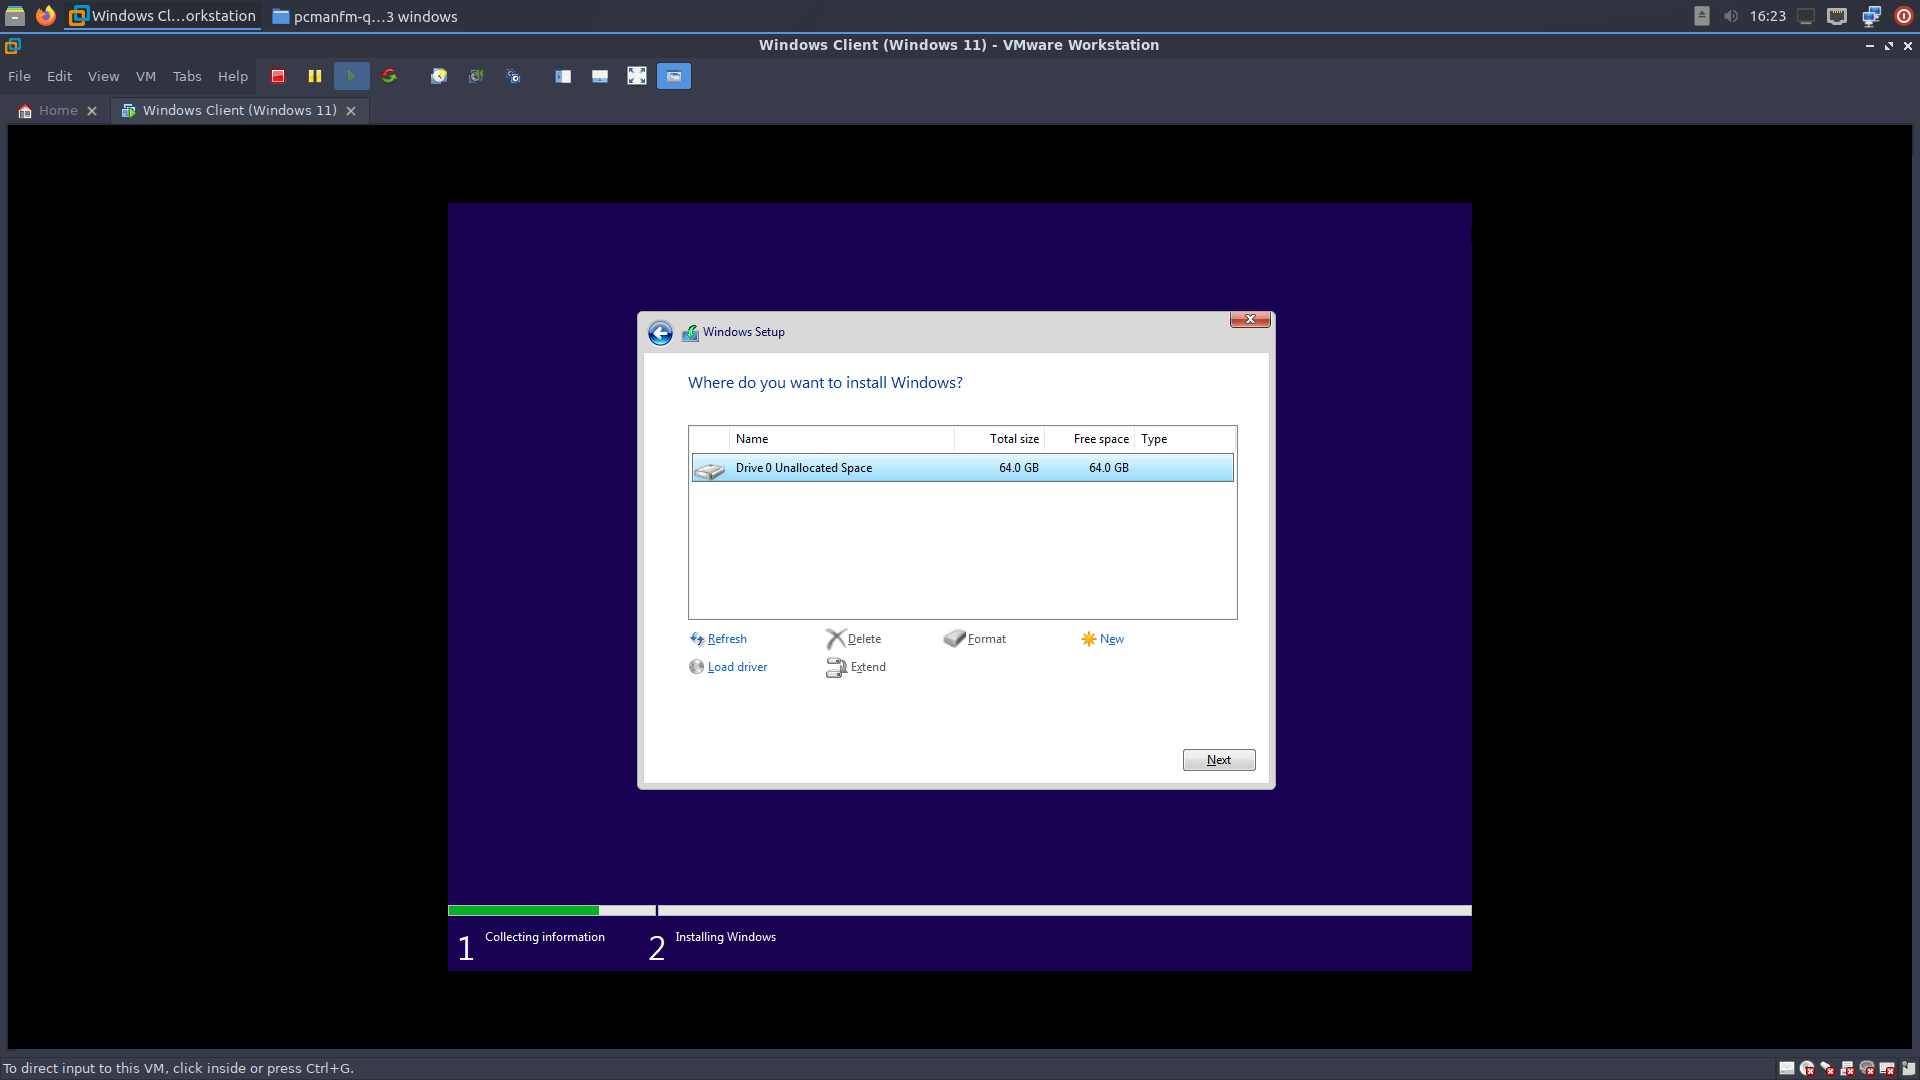 Windows Cl...orkstation
pcmanfm-q...3 windows
16:23
Windows Client (Windows 11) - VMware Workstation
File Edit View VM Tabs Help
Home
Windows Client (Windows 11)
Windows Setup
Where do you want to install Windows?
Name Total size Free space Type
Drive 0 Unallocated Space 64.0 GB 64.0 GB
Refresh Delete Format New
Load driver Extend
Next
1 Collecting information 2 Installing Windows
To direct input to this VM, click inside or press Ctrl+G.